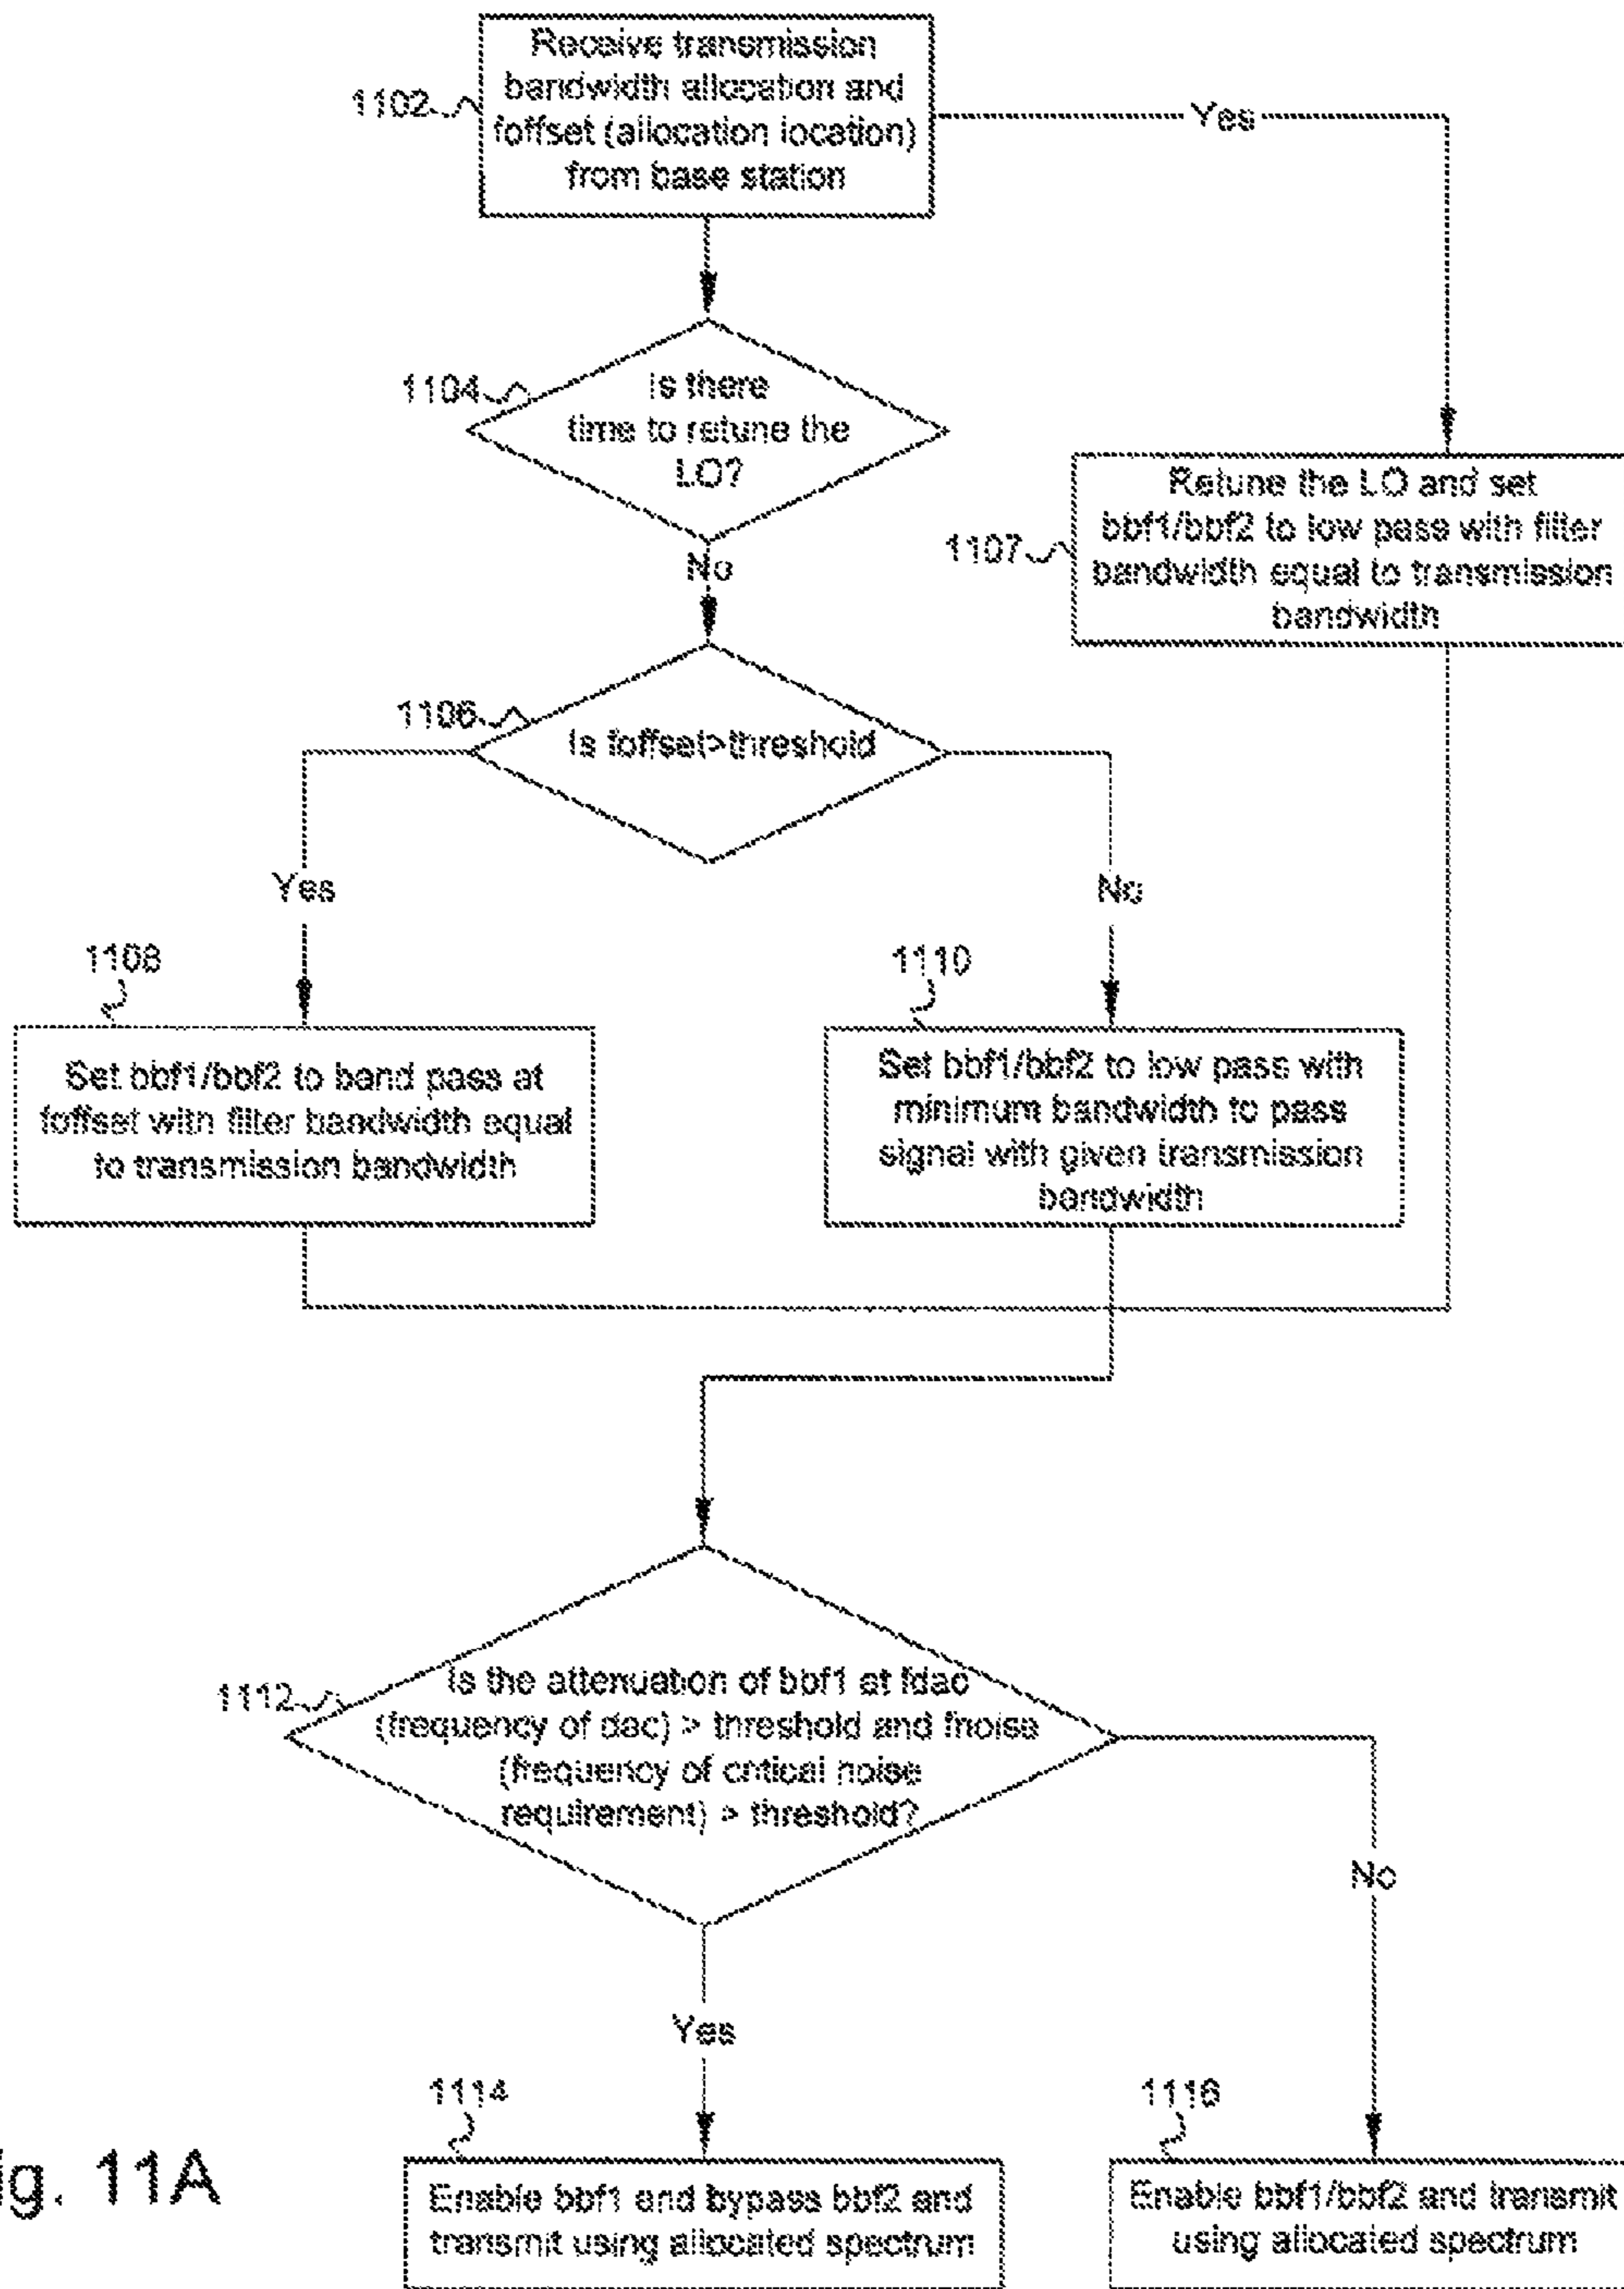 Receive transmission
bandwidth allocation and
foffset (allocation location)
from base station
1102
Yes
1104
Is there
time to retune the
LO?
No
Retune the LO and set
bbf1/bbf2 to low pass with filter
bandwidth equal to transmission
bandwidth
1107
1106
Is foffset>threshold
Yes
No
1108
1110
Set bbf1/bbf2 to band pass at
foffset with filter bandwidth equal
to transmission bandwidth
Set bbf1/bbf2 to low pass with
minimum bandwidth to pass
signal with given transmission
bandwidth
1112
Is the attenuation of bbf1 at fdac
(frequency of dac) > threshold and fnoise
(frequency of critical noise
requirement) > threshold?
No
Yes
1114
1116
Enable bbf1 and bypass bbf2 and
transmit using allocated spectrum
Enable bbf1/bbf2 and transmit
using allocated spectrum
ig. 11A